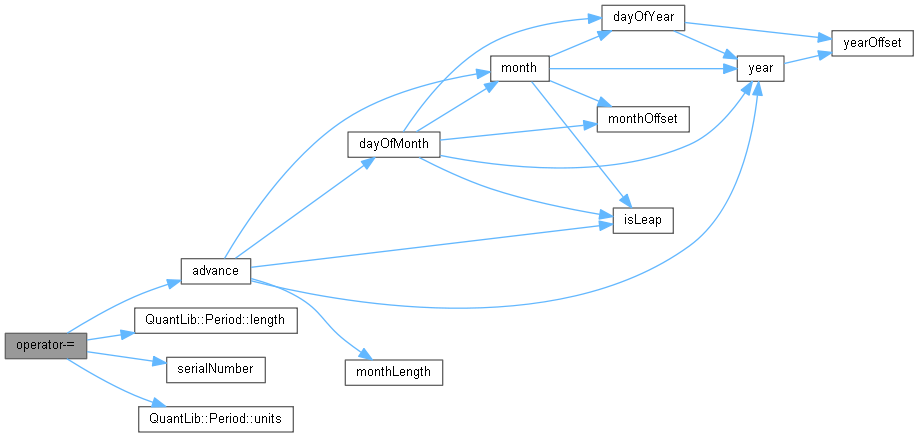 dayOfYear
yearOffset
month
year
monthOffset
dayOfMonth
isLeap
advance
QuantLib::Period::length
operator-=
serialNumber
monthLength
QuantLib::Period::units